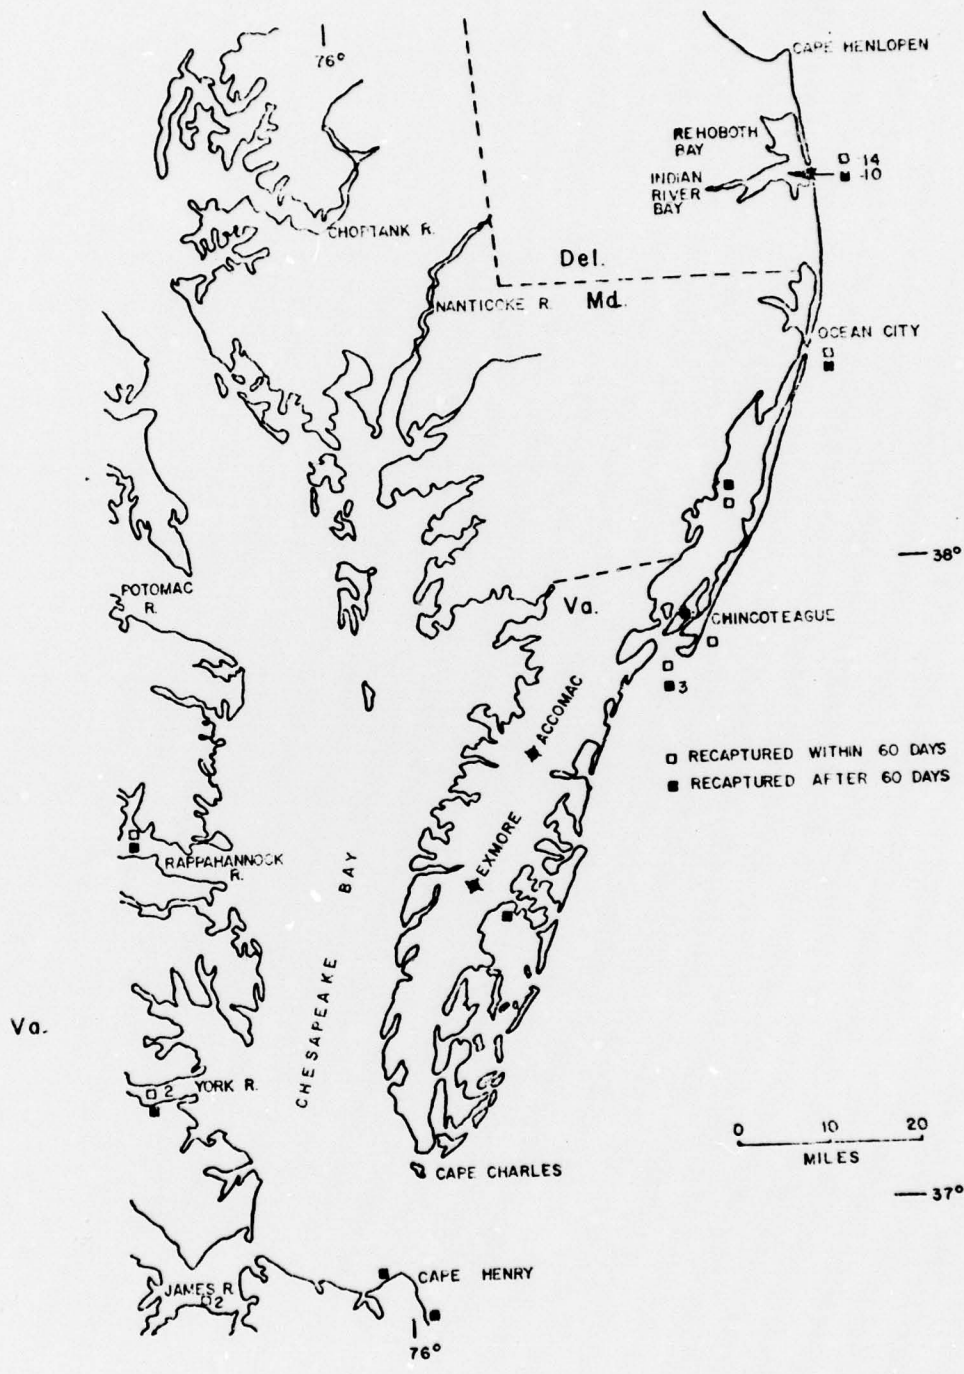 76°
CAPE HENLOPEN
REHOBOTH
BAY
14
10
INDIAN
RIVER
BAY
CHOPTANK R.
Del.
NANTICOKE R.
Md.
OCEAN CITY
38°
POTOMAC
R.
Va.
CHINCOTEAGUE
3
ACCOMAC
□ RECAPTURED WITHIN 60 DAYS
■ RECAPTURED AFTER 60 DAYS
EXMORE
RAPPAHANNOCK
R.
CHESAPEAKE BAY
Va.
2 YORK R.
0 10 20
MILES
CAPE CHARLES
37°
CAPE HENRY
JAMES R
2
76°